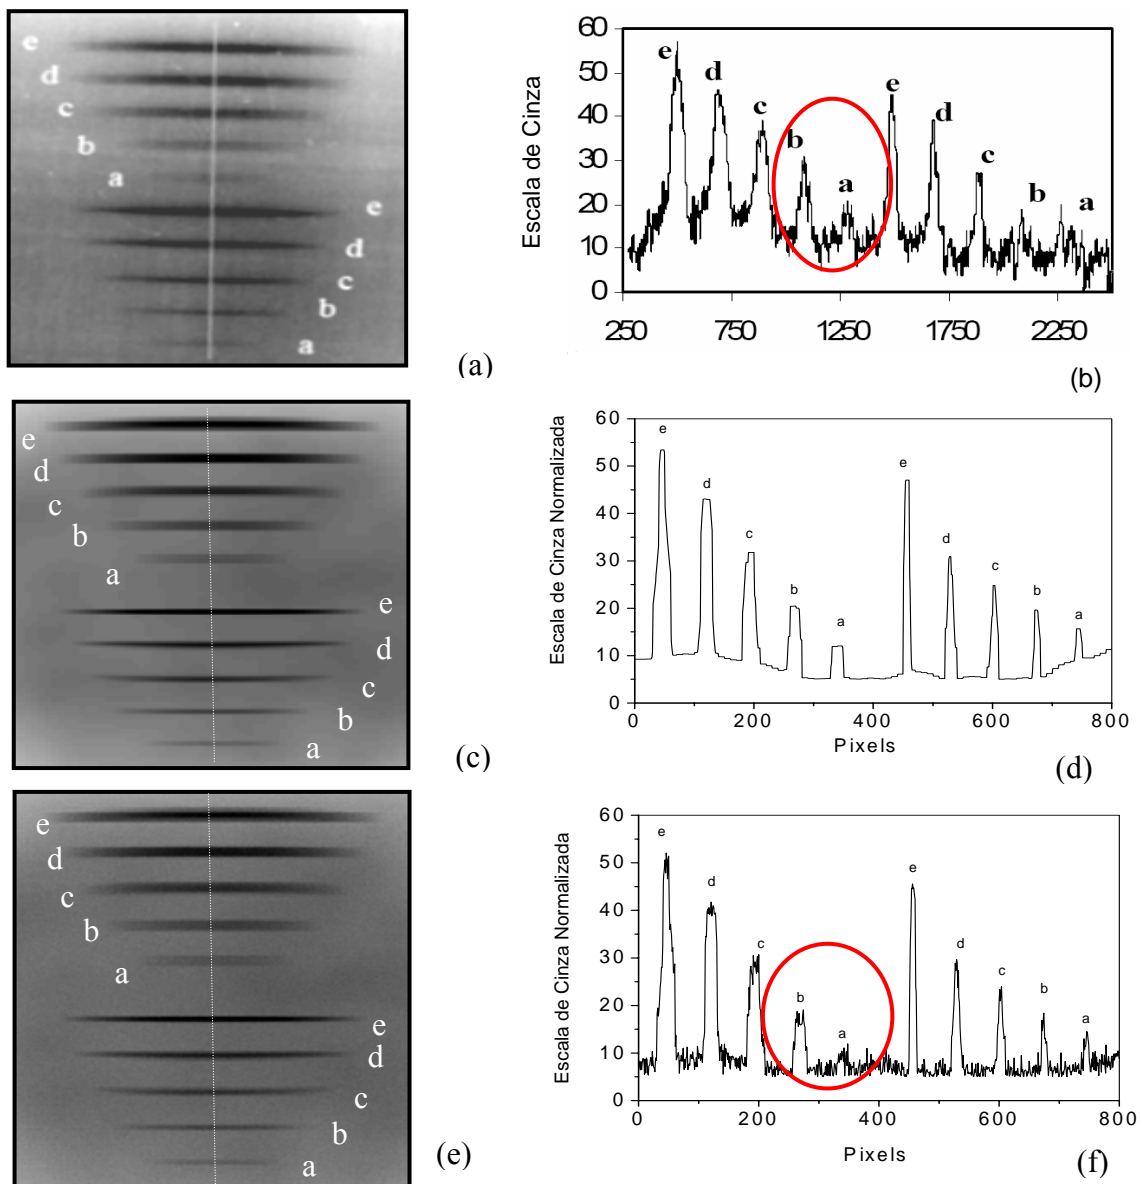 e
d
c
b
a
e
d
c
b
a
(a)
Escala de Cinza
60
50
40
30
20
10
0
e
d
c
b
a
e
d
c
b
a
250 750 1250 1750 2250
(b)
e
d
c
b
a
e
d
c
b
a
(c)
Escala de Cinza Normalizada
60
50
40
30
20
10
0
e
d
c
b
a
e
d
c
b
a
0 200 400 600 800
Pixels
(d)
e
d
c
b
a
e
d
c
b
a
(e)
Escala de Cinza Normalizada
60
50
40
30
20
10
0
e
d
c
b
a
e
d
c
b
a
0 200 400 600 800
Pixels
(f)